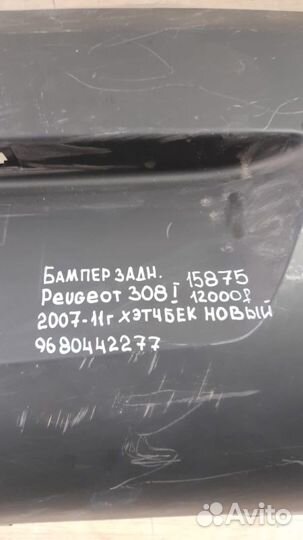 БАМПЕР ЗАДН. 15875
Peugeot 308 I 12000₽
2007-11г ХЭТЧБЕК НОВЫЙ
9680442277
Avito